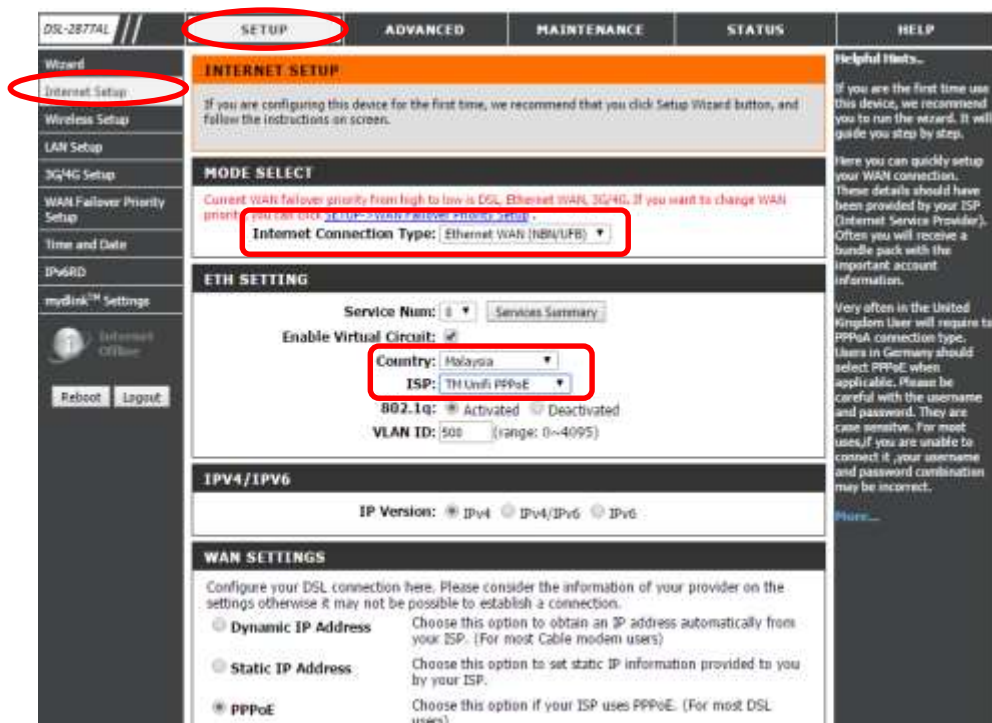 DSL-2877AL
SETUP
ADVANCED
MAINTENANCE
STATUS
HELP
Wizard
Internet Setup
Wireless Setup
LAN Setup
3G/4G Setup
WAN Failover Priority
Setup
Time and Date
IPv6RD
mydlink™ Settings
Internet
Offline
Reboot
Logout
INTERNET SETUP
If you are configuring this device for the first time, we recommend that you click Setup Wizard button, and
follow the instructions on screen.
MODE SELECT
Current WAN failover priority from high to low is DSL, Ethernet WAN, 3G/4G. If you want to change WAN
priority, you can click SETUP->WAN Failover Priority Setup .
Internet Connection Type: Ethernet WAN (NBN/UFB)
ETH SETTING
Service Num: 0 Services Summary
Enable Virtual Circuit:
Country: Malaysia
ISP: TM Unifi PPPoE
802.1q: Activated Deactivated
VLAN ID: 500 (range: 0~4095)
IPV4/IPV6
IP Version: IPv4 IPv4/IPv6 IPv6
WAN SETTINGS
Configure your DSL connection here. Please consider the information of your provider on the
settings otherwise it may not be possible to establish a connection.
Dynamic IP Address Choose this option to obtain an IP address automatically from
your ISP. (For most Cable modem users)
Static IP Address Choose this option to set static IP information provided to you
by your ISP.
PPPoE Choose this option if your ISP uses PPPoE. (For most DSL
users)
Helpful Hints..
If you are the first time use
this device, we recommend
you to run the wizard. It will
guide you step by step.
Here you can quickly setup
your WAN connection.
These details should have
been provided by your ISP
(Internet Service Provider).
Often you will receive a
bundle pack with the
important account
information.
Very often in the United
Kingdom User will require to
PPPoA connection type.
Users in Germany should
select PPPoE when
applicable. Please be
careful with the username
and password. They are
case sensitve. For most
uses,if you are unable to
connect it ,your username
and password combination
may be incorrect.
More...